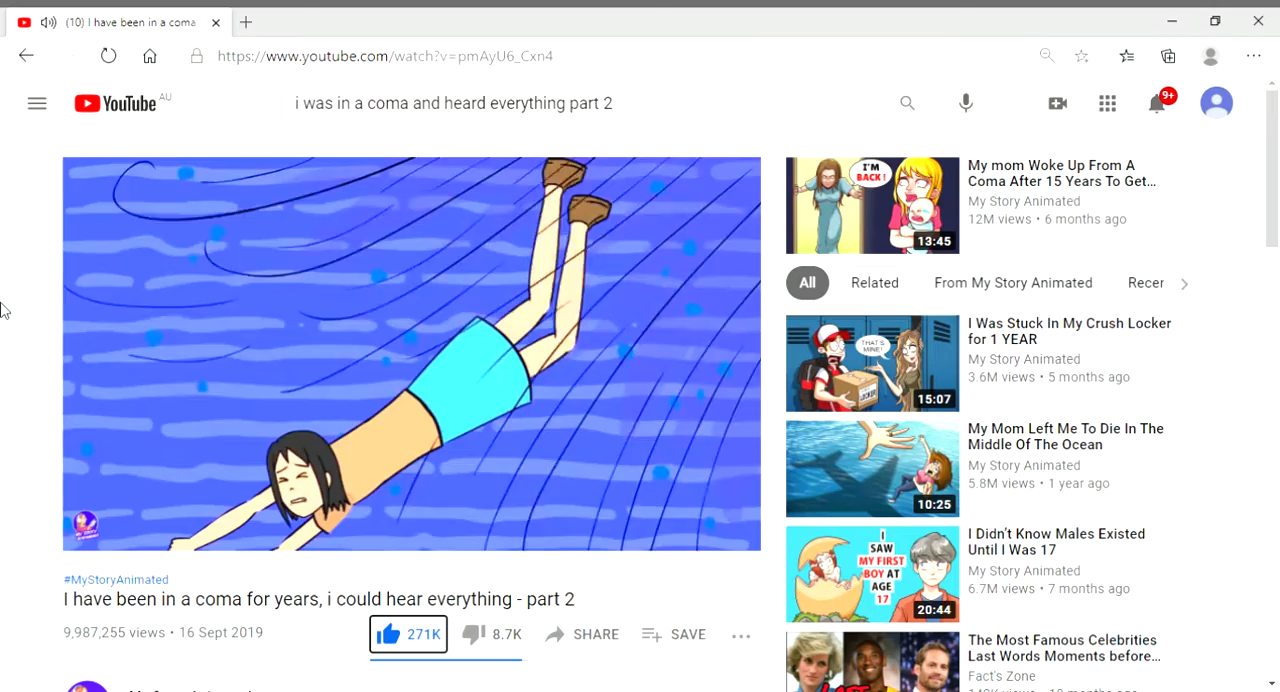 (10) I have been in a coma
https://www.youtube.com/watch?v=pmAyU6_Cxn4
YouTube AU
i was in a coma and heard everything part 2
9+
I'M BACK!
13:45
My mom Woke Up From A
Coma After 15 Years To Get...
My Story Animated
12M views • 6 months ago
All Related From My Story Animated Recer
THAT'S MINE!
LOCKER
15:07
I Was Stuck In My Crush Locker
for 1 YEAR
My Story Animated
3.6M views • 5 months ago
10:25
My Mom Left Me To Die In The
Middle Of The Ocean
My Story Animated
5.8M views • 1 year ago
I
SAW
MY FIRST
BOY AT
AGE
17
20:44
I Didn't Know Males Existed
Until I Was 17
My Story Animated
6.7M views • 7 months ago
The Most Famous Celebrities
Last Words Moments before...
Fact's Zone
#MyStoryAnimated
I have been in a coma for years, i could hear everything - part 2
9,987,255 views • 16 Sept 2019
271K 8.7K SHARE SAVE